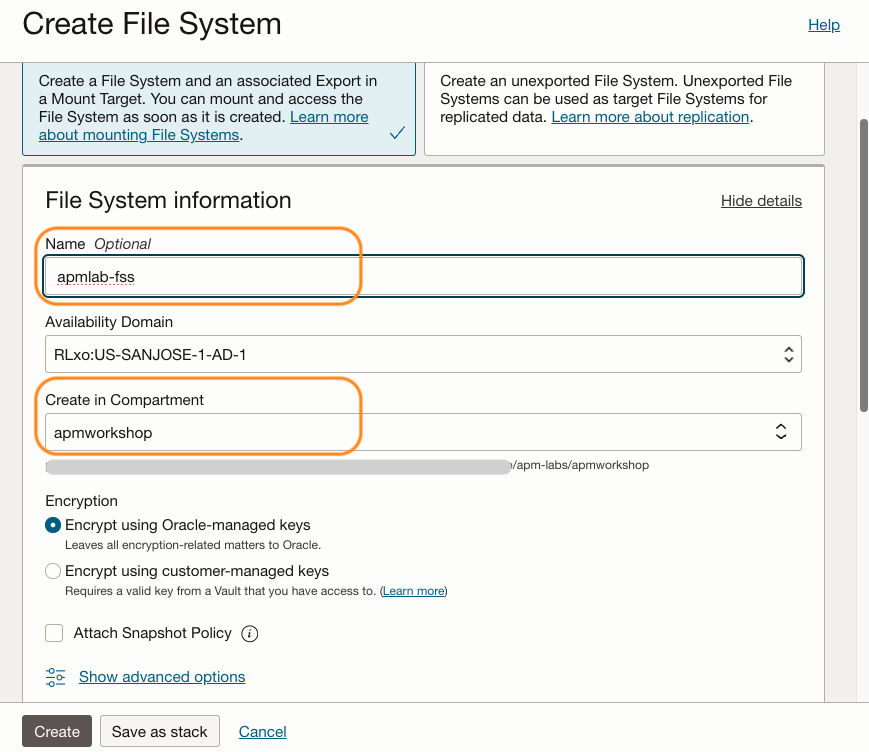 Create File System
Help
Create a File System and an associated Export in
a Mount Target. You can mount and access the
File System as soon as it is created. Learn more
about mounting File Systems.
Create an unexported File System. Unexported File
Systems can be used as target File Systems for
replicated data. Learn more about replication.
File System information
Hide details
Name Optional
apmlab-fss
Availability Domain
RLxo:US-SANJOSE-1-AD-1
Create in Compartment
apmworkshop
/apm-labs/apmworkshop
Encryption
Encrypt using Oracle-managed keys
Leaves all encryption-related matters to Oracle.
Encrypt using customer-managed keys
Requires a valid key from a Vault that you have access to. (Learn more)
Attach Snapshot Policy
Show advanced options
Create
Save as stack
Cancel